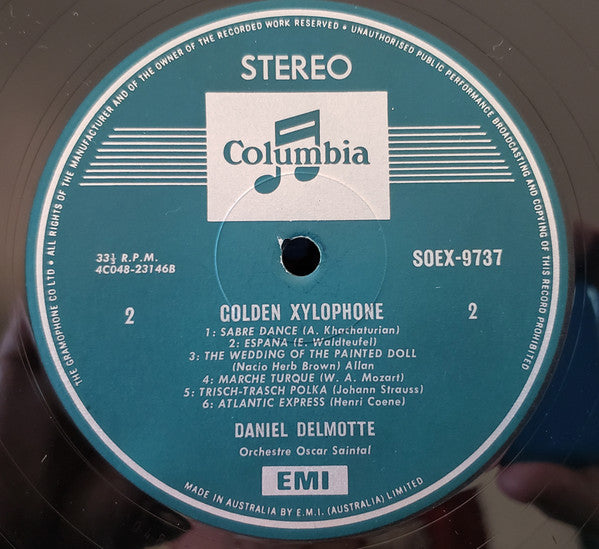 THE GRAMOPHONE CO LTD • ALL RIGHTS OF THE MANUFACTURER AND OF THE OWNER OF THE RECORDED WORK RESERVED • UNAUTHORISED PUBLIC PERFORMANCE BROADCASTING AND COPYING OF THIS RECORD PROHIBITED
STEREO
Columbia
33⅓ R.P.M.
4C048-23146B
SOEX-9737
2
2
GOLDEN XYLOPHONE
1: SABRE DANCE (A. Khachaturian)
2: ESPANA (E. Waldteufel)
3: THE WEDDING OF THE PAINTED DOLL
(Nacio Herb Brown) Allan
4: MARCHE TURQUE (W. A. Mozart)
5: TRISCH-TRASCH POLKA (Johann Strauss)
6: ATLANTIC EXPRESS (Henri Coene)
DANIEL DELMOTTE
Orchestre Oscar Saintal
EMI
MADE IN AUSTRALIA BY E.M.I. (AUSTRALIA) LIMITED